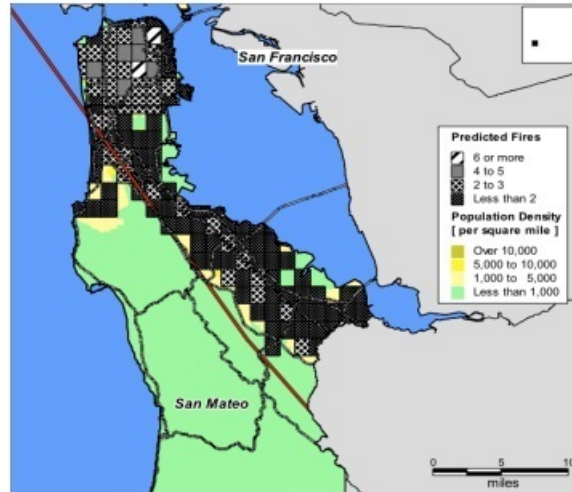 San Francisco
Predicted Fires
6 or more
4 to 5
2 to 3
Less than 2
Population Density
[ per square mile ]
Over 10,000
5,000 to 10,000
1,000 to 5,000
Less than 1,000
San Mateo
0 5 10
miles